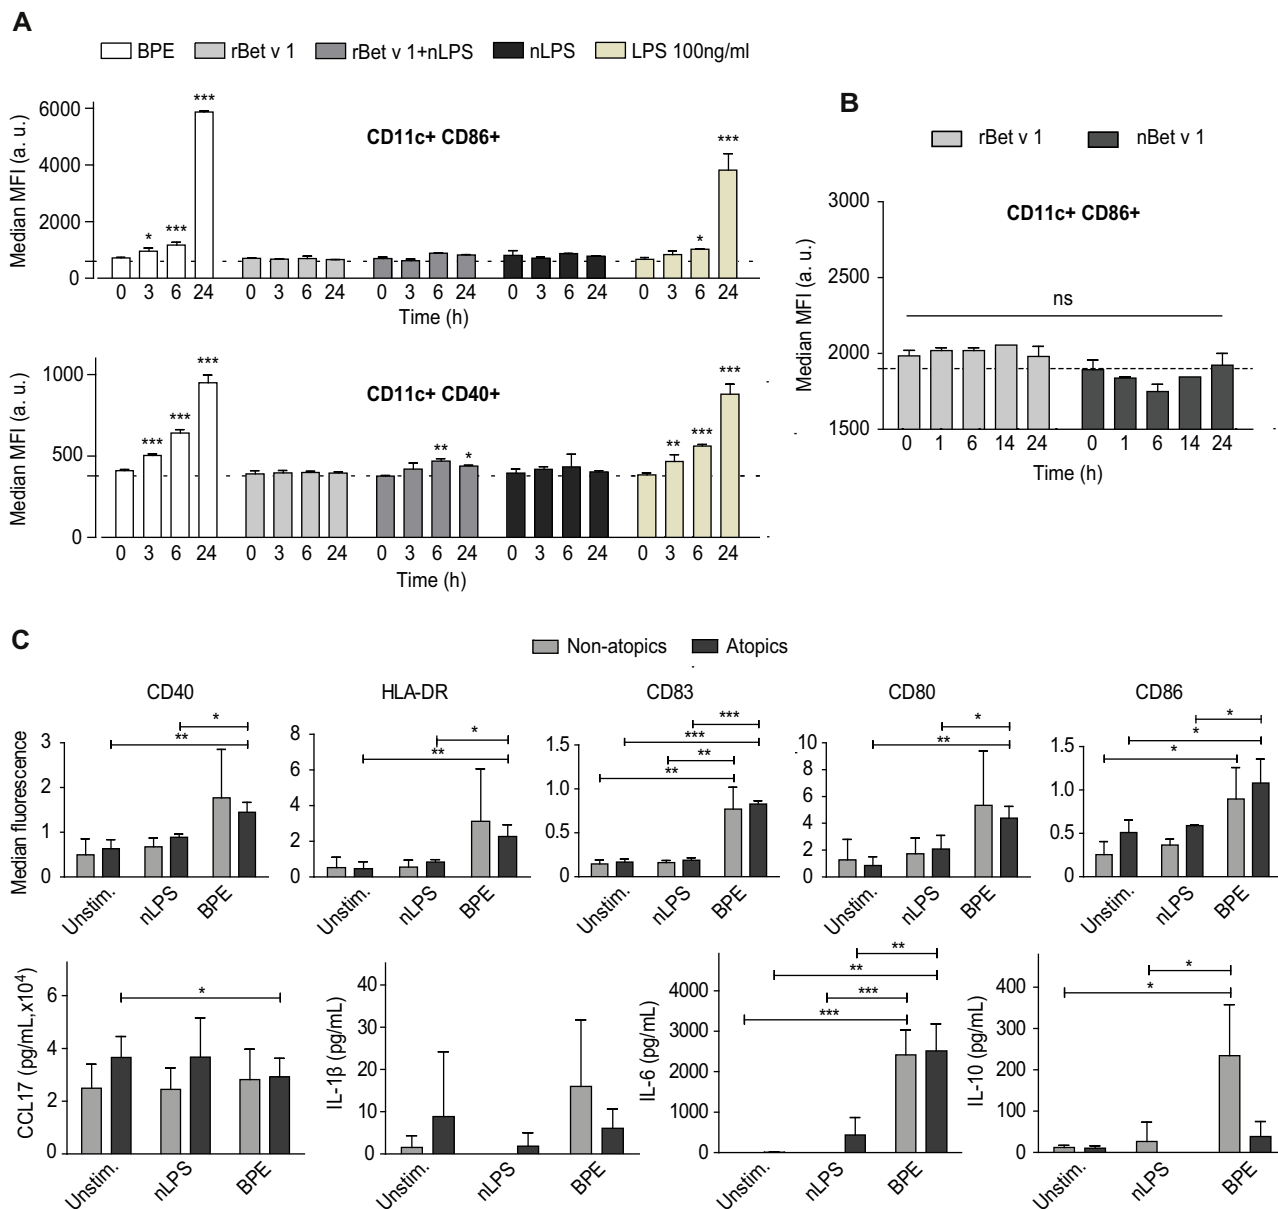 A
BPE rBet v 1 rBet v 1+nLPS nLPS LPS 100ng/ml
Median MFI (a. u.)
6000
4000
2000
0
CD11c+ CD86+
* *** *** * ***
0 3 6 24 0 3 6 24 0 3 6 24 0 3 6 24 0 3 6 24
Time (h)
Median MFI (a. u.)
1000
500
0
CD11c+ CD40+
*** *** *** ** * ** *** ***
0 3 6 24 0 3 6 24 0 3 6 24 0 3 6 24 0 3 6 24
Time (h)
B
rBet v 1 nBet v 1
Median MFI (a. u.)
3000
2500
2000
1500
CD11c+ CD86+
ns
0 1 6 14 24 0 1 6 14 24
Time (h)
C
Non-atopics Atopics
CD40
Median fluorescence
3
2
1
0
*
**
Unstim. nLPS BPE
HLA-DR
8
6
4
2
0
*
**
Unstim. nLPS BPE
CD83
1.5
1.0
0.5
0
***
***
**
**
Unstim. nLPS BPE
CD80
10
8
6
4
2
0
*
**
Unstim. nLPS BPE
CD86
1.5
1.0
0.5
0
*
*
*
Unstim. nLPS BPE
CCL17 (pg/mL,x10⁴)
6
4
2
0
*
Unstim. nLPS BPE
IL-1β (pg/mL)
40
30
20
10
0
Unstim. nLPS BPE
IL-6 (pg/mL)
4000
3000
2000
1000
0
**
**
***
***
Unstim. nLPS BPE
IL-10 (pg/mL)
400
300
200
100
0
*
*
Unstim. nLPS BPE